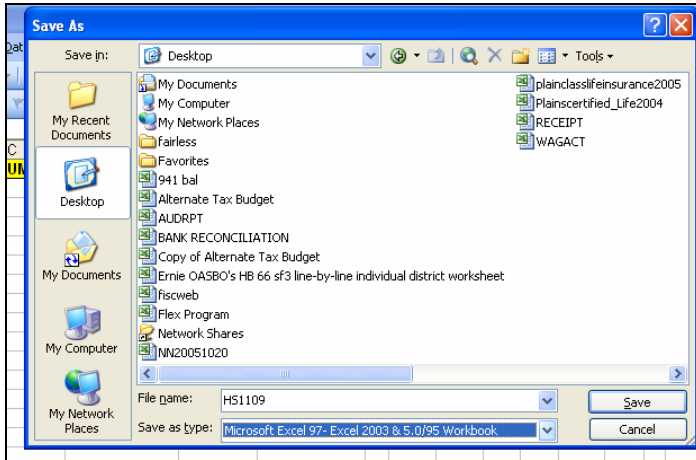 Save As
Dat
Save in:
Desktop
Tools
My Recent
Documents
Desktop
My Documents
My Computer
My Network
Places
My Documents
My Computer
My Network Places
fairless
Favorites
941 bal
Alternate Tax Budget
AUDRPT
BANK RECONCILIATION
Copy of Alternate Tax Budget
Ernie OASBO's HB 66 sf3 line-by-line individual district worksheet
fiscweb
Flex Program
Network Shares
NN20051020
plainclasslifeinsurance2005
Plainscertified_Life2004
RECEIPT
WAGACT
File name:
HS1109
Save
Save as type:
Microsoft Excel 97- Excel 2003 & 5.0/95 Workbook
Cancel
C
UM